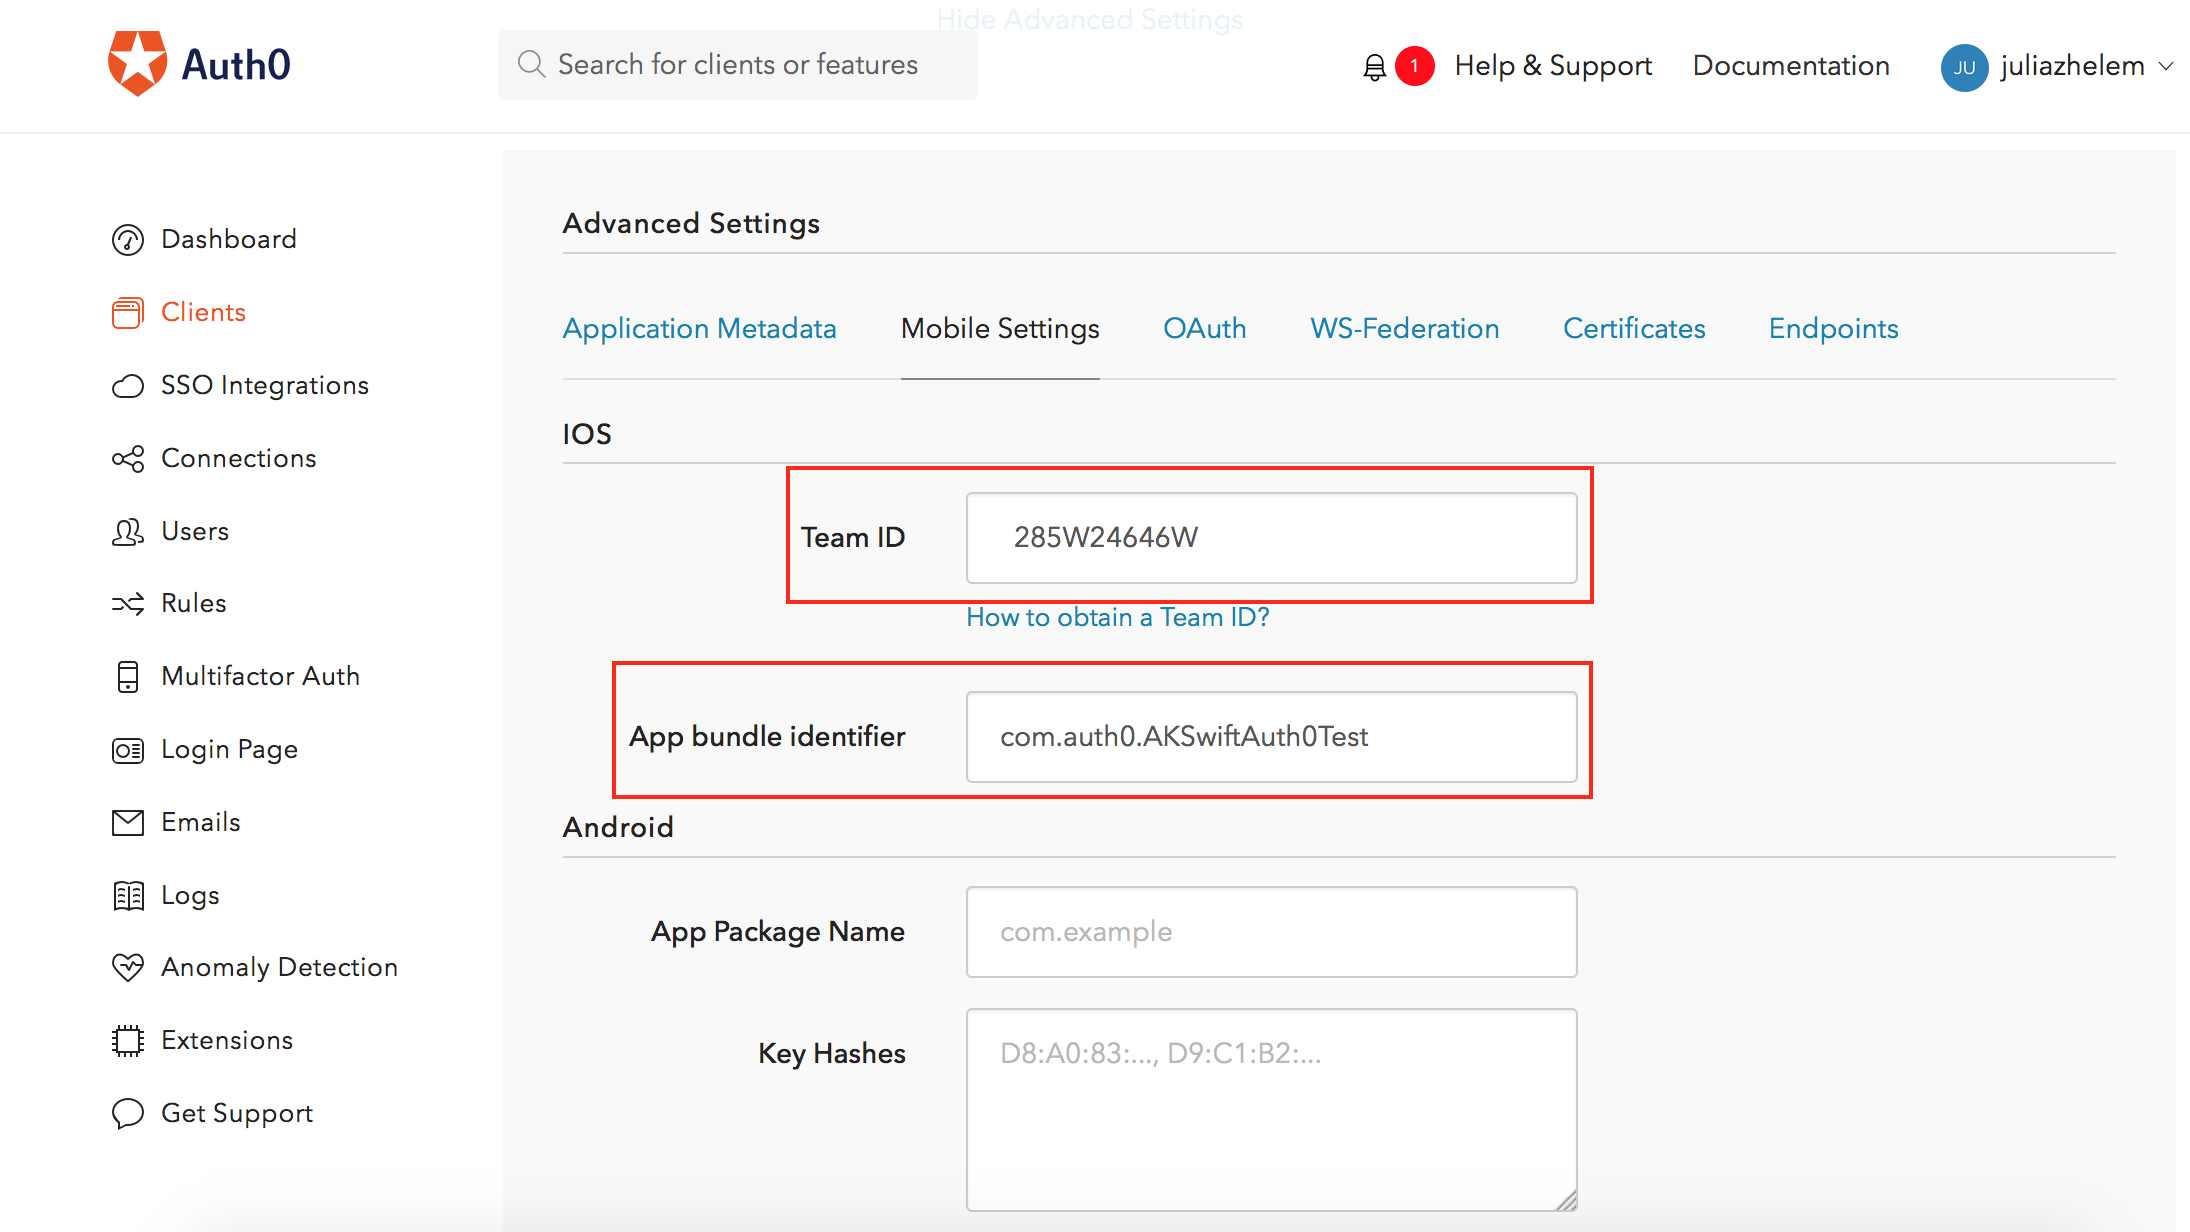 Hide Advanced Settings
Auth0
Search for clients or features
1
Help & Support
Documentation
JU
juliazhelem
Dashboard
Clients
SSO Integrations
Connections
Users
Rules
Multifactor Auth
Login Page
Emails
Logs
Anomaly Detection
Extensions
Get Support
Advanced Settings
Application Metadata
Mobile Settings
OAuth
WS-Federation
Certificates
Endpoints
IOS
Team ID
285W24646W
How to obtain a Team ID?
App bundle identifier
com.auth0.AKSwiftAuth0Test
Android
App Package Name
com.example
Key Hashes
D8:A0:83:..., D9:C1:B2:...